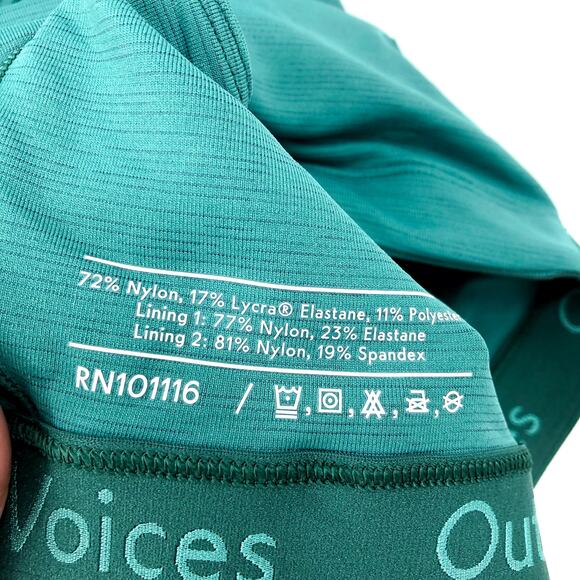 72% Nylon, 17% Lycra® Elastane, 11% Polyeste
Lining 1: 77% Nylon, 23% Elastane
Lining 2: 81% Nylon, 19% Spandex
RN101116 /
Voices Out